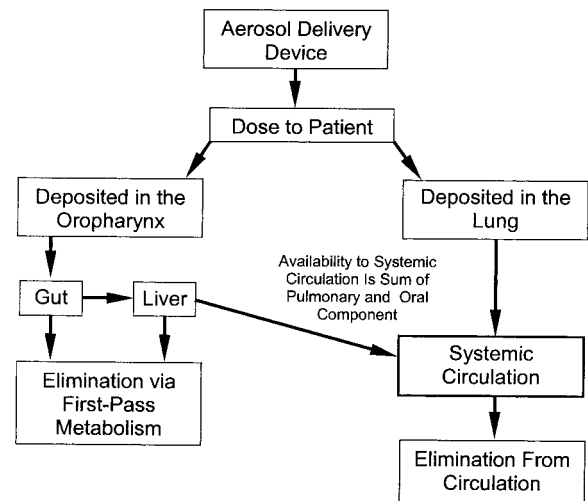 Aerosol Delivery
Device
Dose to Patient
Deposited in the
Oropharynx
Deposited in the
Lung
Availability to Systemic
Circulation Is Sum of
Pulmonary and Oral
Component
Gut
Liver
Systemic
Circulation
Elimination via
First-Pass
Metabolism
Elimination From
Circulation